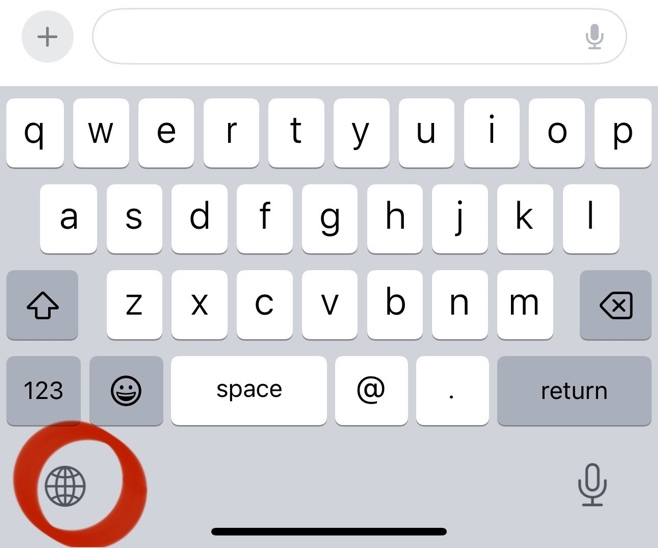 q w e r t y u i o p
a s d f g h j k l
z x c v b n m
123 space @ . return